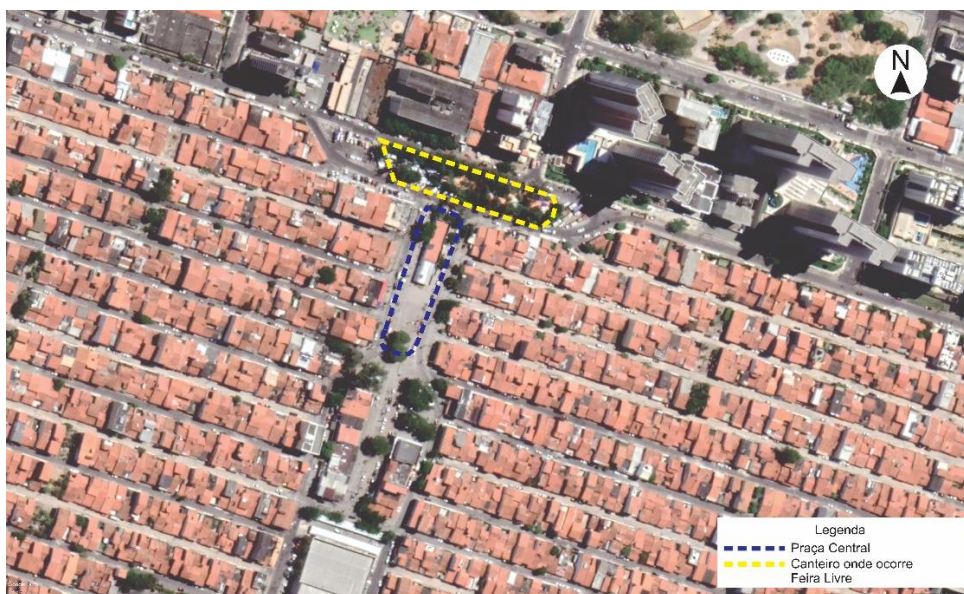 N
Legenda
Praça Central
Canteiro onde ocorre
Feira Livre